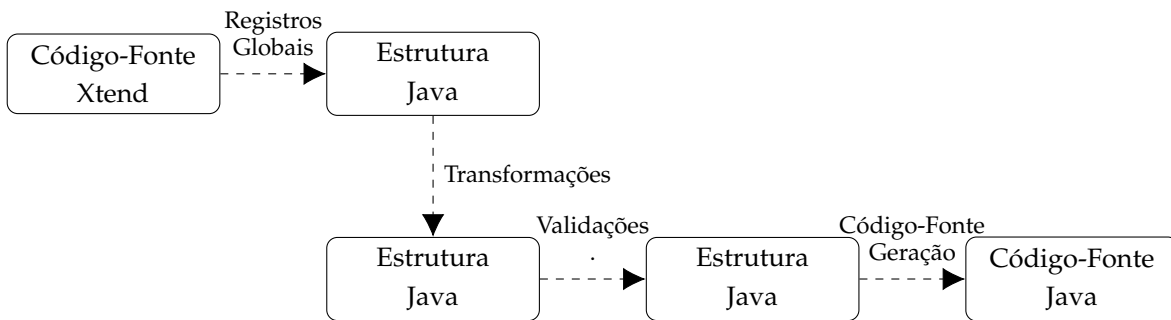 Código-Fonte
Xtend
Registros
Globais
Estrutura
Java
Transformações
Estrutura
Java
Validações
.
Estrutura
Java
Código-Fonte
Geração
Código-Fonte
Java